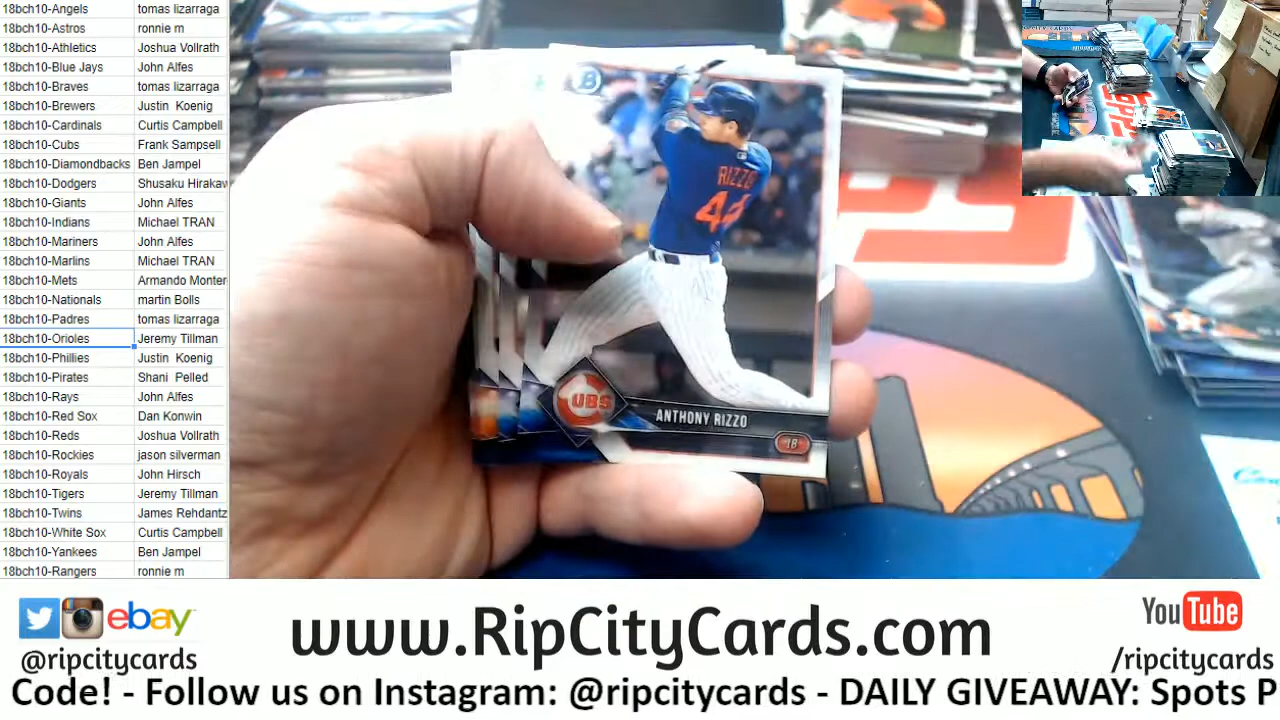 18bch10-Angels tomas lizarraga
18bch10-Astros ronnie m
18bch10-Athletics Joshua Vollrath
18bch10-Blue Jays John Alfes
18bch10-Braves tomas lizarraga
18bch10-Brewers Justin Koenig
18bch10-Cardinals Curtis Campbell
18bch10-Cubs Frank Sampsell
18bch10-Diamondbacks Ben Jampel
18bch10-Dodgers Shusaku Hirakaw
18bch10-Giants John Alfes
18bch10-Indians Michael TRAN
18bch10-Mariners John Alfes
18bch10-Marlins Michael TRAN
18bch10-Mets Armando Monter
18bch10-Nationals martin Bolls
18bch10-Padres tomas lizarraga
18bch10-Orioles Jeremy Tillman
18bch10-Phillies Justin Koenig
18bch10-Pirates Shani Pelled
18bch10-Rays John Alfes
18bch10-Red Sox Dan Konwin
18bch10-Reds Joshua Vollrath
18bch10-Rockies jason silverman
18bch10-Royals John Hirsch
18bch10-Tigers Jeremy Tillman
18bch10-Twins James Rehdantz
18bch10-White Sox Curtis Campbell
18bch10-Yankees Ben Jampel
18bch10-Rangers ronnie m
B
RIZZO
44
CUBS
ANTHONY RIZZO
1B
TOPPS
ebay
@ripcitycards
www.RipCityCards.com
YouTube
/ripcitycards
Code! - Follow us on Instagram: @ripcitycards - DAILY GIVEAWAY: Spots P